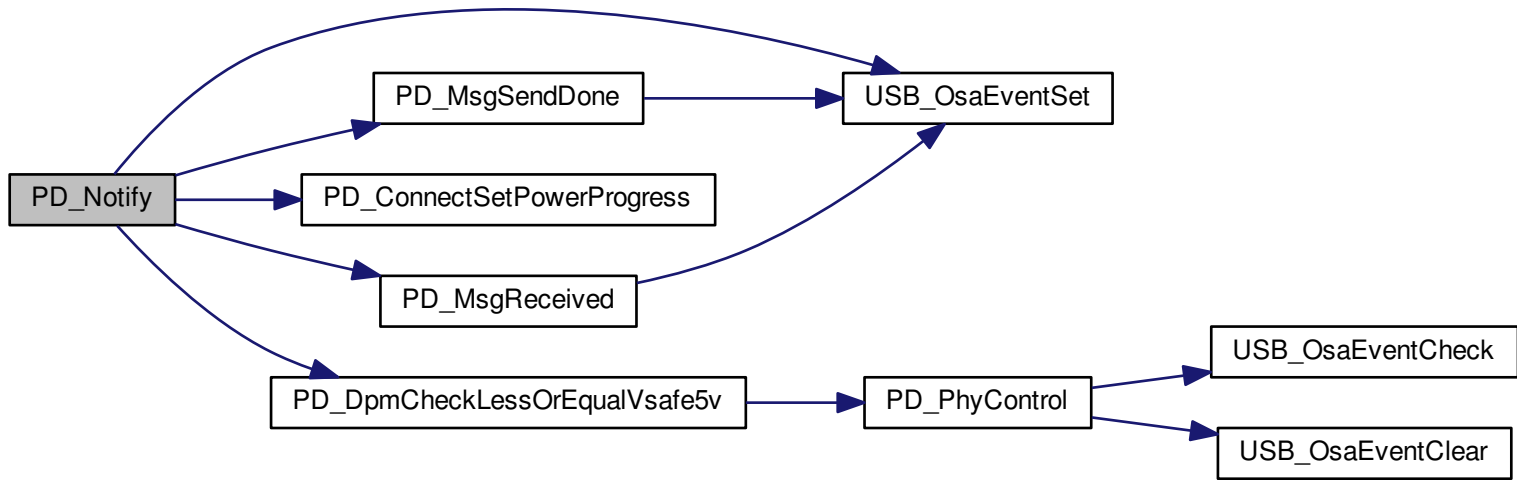 PD_MsgSendDone
USB_OsaEventSet
PD_Notify
PD_ConnectSetPowerProgress
PD_MsgReceived
USB_OsaEventCheck
PD_DpmCheckLessOrEqualVsafe5v
PD_PhyControl
USB_OsaEventClear